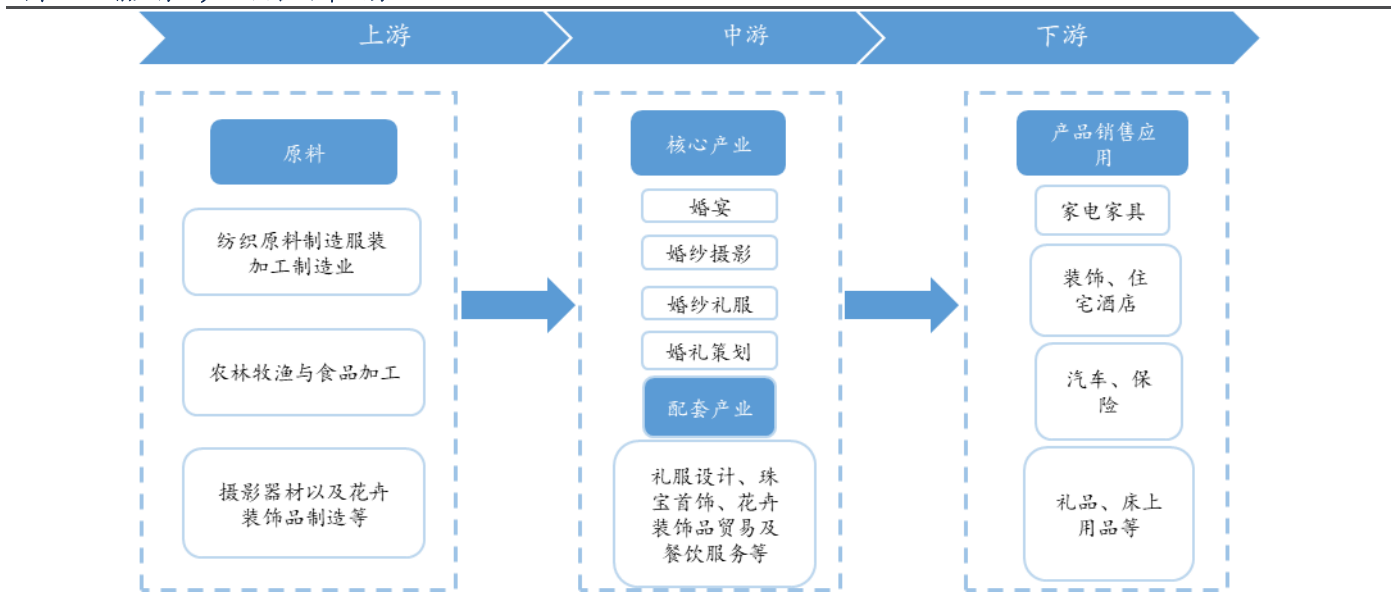 上游
中游
下游
原料
纺织原料制造服装
加工制造业
农林牧渔与食品加工
摄影器材以及花卉
装饰品制造等
核心产业
婚宴
婚纱摄影
婚纱礼服
婚礼策划
配套产业
礼服设计、珠
宝首饰、花卉
装饰品贸易及
餐饮服务等
产品销售应
用
家电家具
装饰、住
宅酒店
汽车、保
险
礼品、床上
用品等